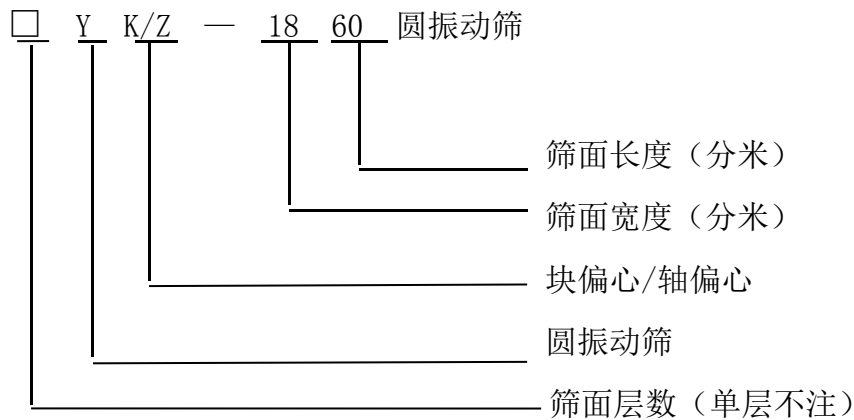 □ Y K/Z — 18 60 圆振动筛
筛面长度（分米）
筛面宽度（分米）
块偏心/轴偏心
圆振动筛
筛面层数（单层不注）